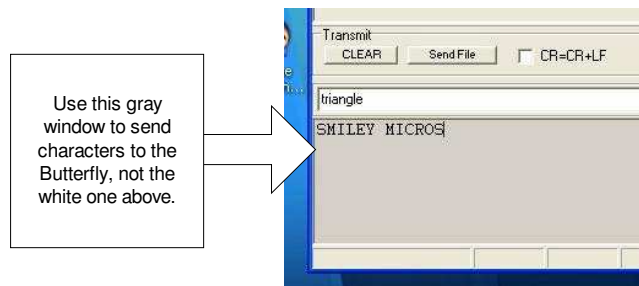 Transmit
CLEAR Send File CR=CR+LF
triangle
SMILEY MICROS
Use this gray
window to send
characters to the
Butterfly, not the
white one above.